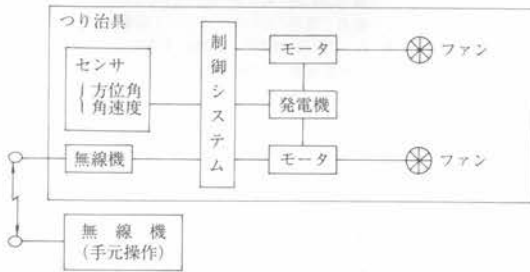 つり治具
センサ
方位角
角速度
無線機
制御システム
モータ
ファン
発電機
モータ
ファン
無線機
(手元操作)